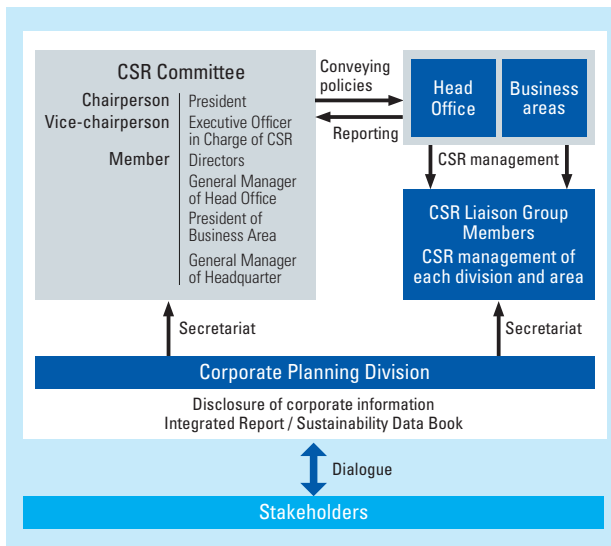 CSR Committee
Chairperson President
Vice-chairperson Executive Officer
in Charge of CSR
Member Directors
General Manager
of Head Office
President of
Business Area
General Manager
of Headquarter
Conveying
policies
Reporting
Head
Office
Business
areas
CSR management
CSR Liaison Group
Members
CSR management of
each division and area
Secretariat
Secretariat
Corporate Planning Division
Disclosure of corporate information
Integrated Report / Sustainability Data Book
Dialogue
Stakeholders